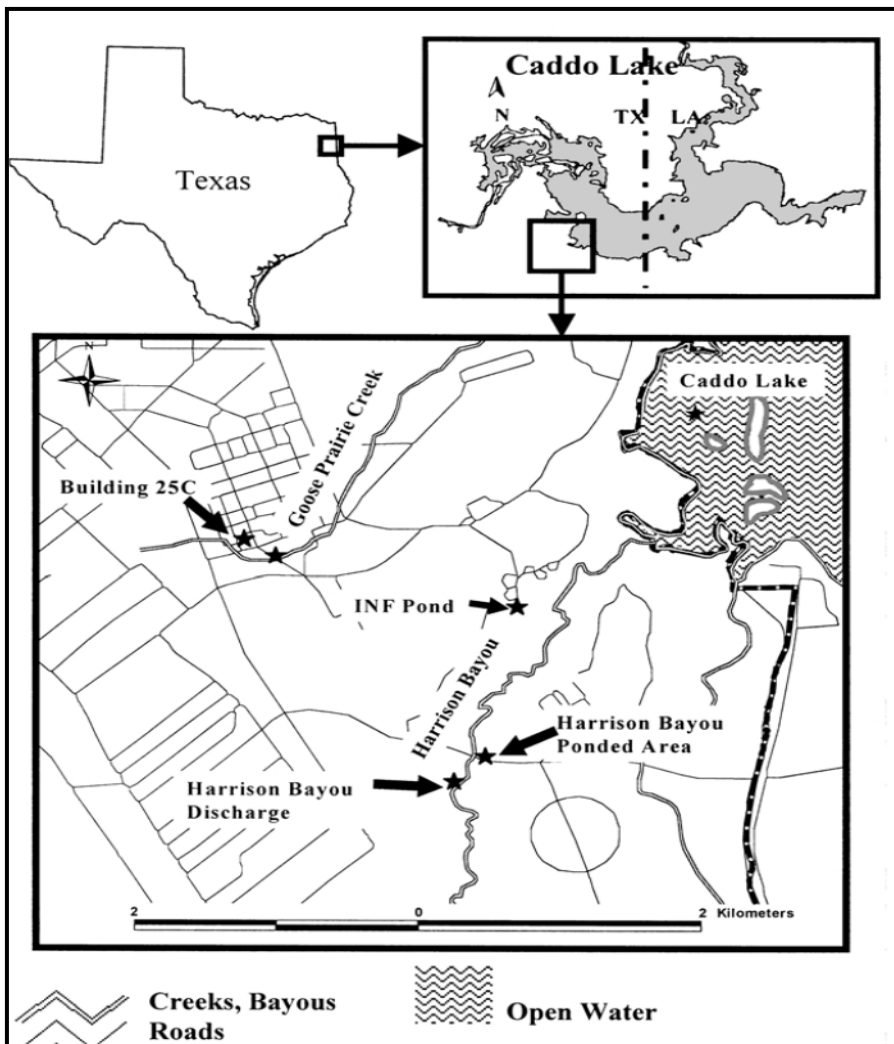 Texas
Caddo Lake
N
TX LA
N
Caddo Lake
Goose Prairie Creek
Building 25C
INF Pond
Harrison Bayou
Harrison Bayou
Ponded Area
Harrison Bayou
Discharge
2 0 2 Kilometers
Creeks, Bayous
Roads
Open Water